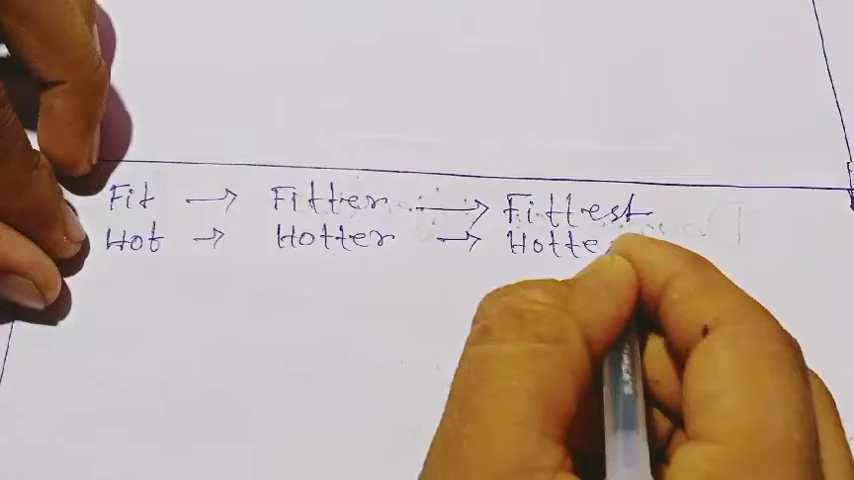 Fit → Fitter → Fittest
Hot → Hotter → Hotte